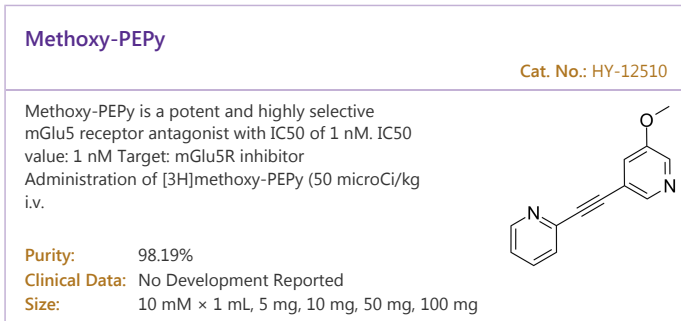 Methoxy-PEPy
Cat. No.: HY-12510
Methoxy-PEPy is a potent and highly selective
mGlu5 receptor antagonist with IC50 of 1 nM. IC50
value: 1 nM Target: mGlu5R inhibitor
Administration of [3H]methoxy-PEPy (50 microCi/kg
i.v.
O
N
N
Purity: 98.19%
Clinical Data: No Development Reported
Size: 10 mM × 1 mL, 5 mg, 10 mg, 50 mg, 100 mg